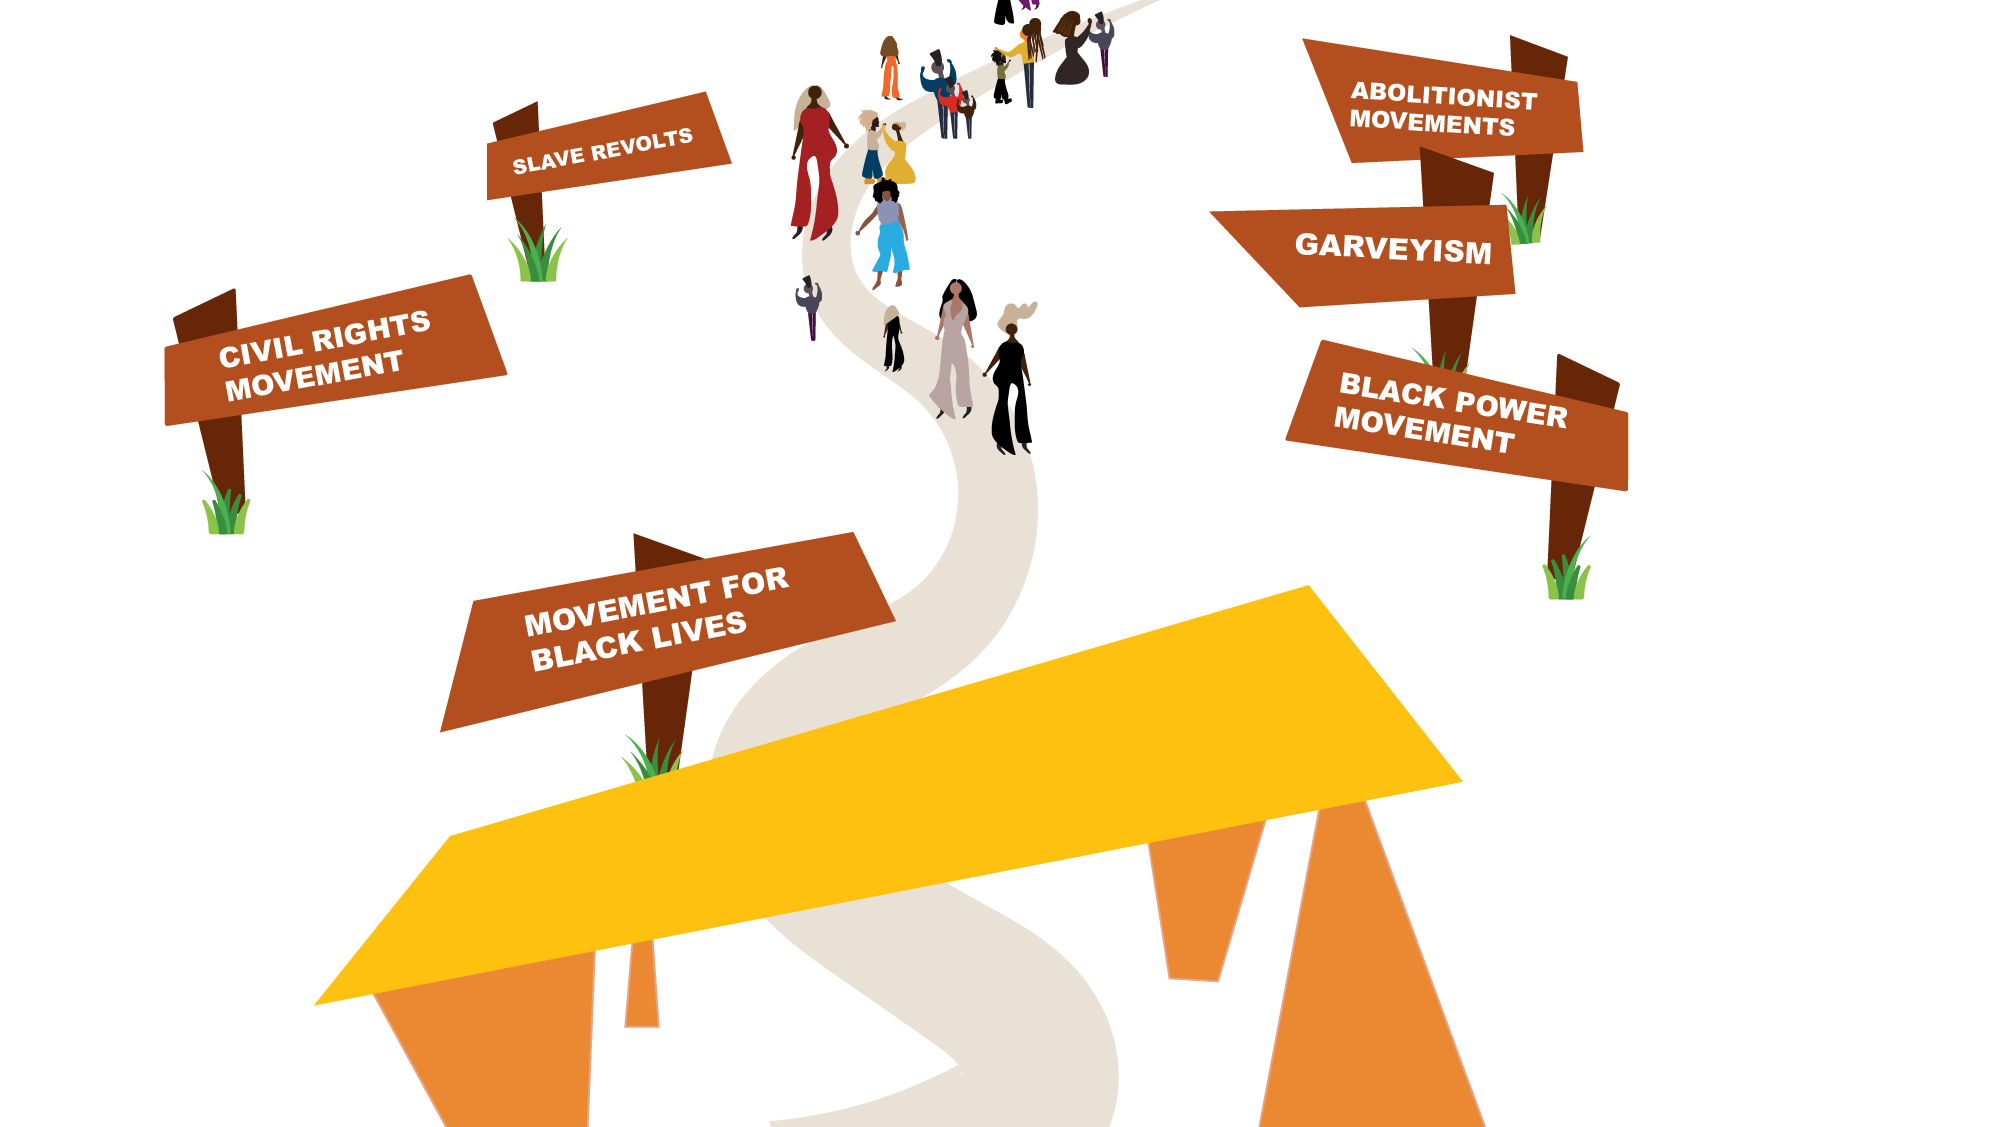 SLAVE REVOLTS
ABOLITIONIST
MOVEMENTS
GARVEYISM
CIVIL RIGHTS
MOVEMENT
BLACK POWER
MOVEMENT
MOVEMENT FOR
BLACK LIVES